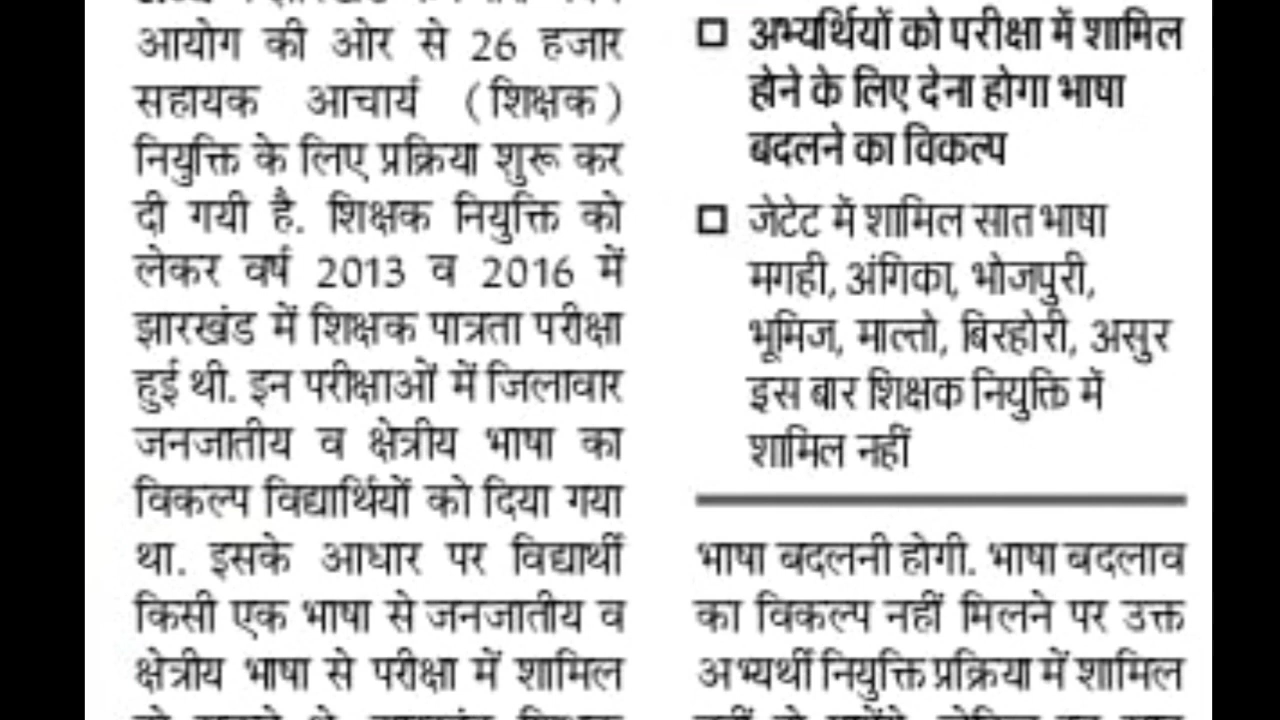 आयोग की ओर से 26 हजार
सहायक आचार्य (शिक्षक)
नियुक्ति के लिए प्रक्रिया शुरू कर
दी गयी है. शिक्षक नियुक्ति को
लेकर वर्ष 2013 व 2016 में
झारखंड में शिक्षक पात्रता परीक्षा
हुई थी. इन परीक्षाओं में जिलावार
जनजातीय व क्षेत्रीय भाषा का
विकल्प विद्यार्थियों को दिया गया
था. इसके आधार पर विद्यार्थी
किसी एक भाषा से जनजातीय व
क्षेत्रीय भाषा से परीक्षा में शामिल
अभ्यर्थियों को परीक्षा में शामिल
होने के लिए देना होगा भाषा
बदलने का विकल्प
जेटेट में शामिल सात भाषा
मगही, अंगिका, भोजपुरी,
भूमिज, माल्तो, बिरहोरी, असुर
इस बार शिक्षक नियुक्ति में
शामिल नहीं
भाषा बदलनी होगी. भाषा बदलाव
का विकल्प नहीं मिलने पर उक्त
अभ्यर्थी नियुक्ति प्रक्रिया में शामिल